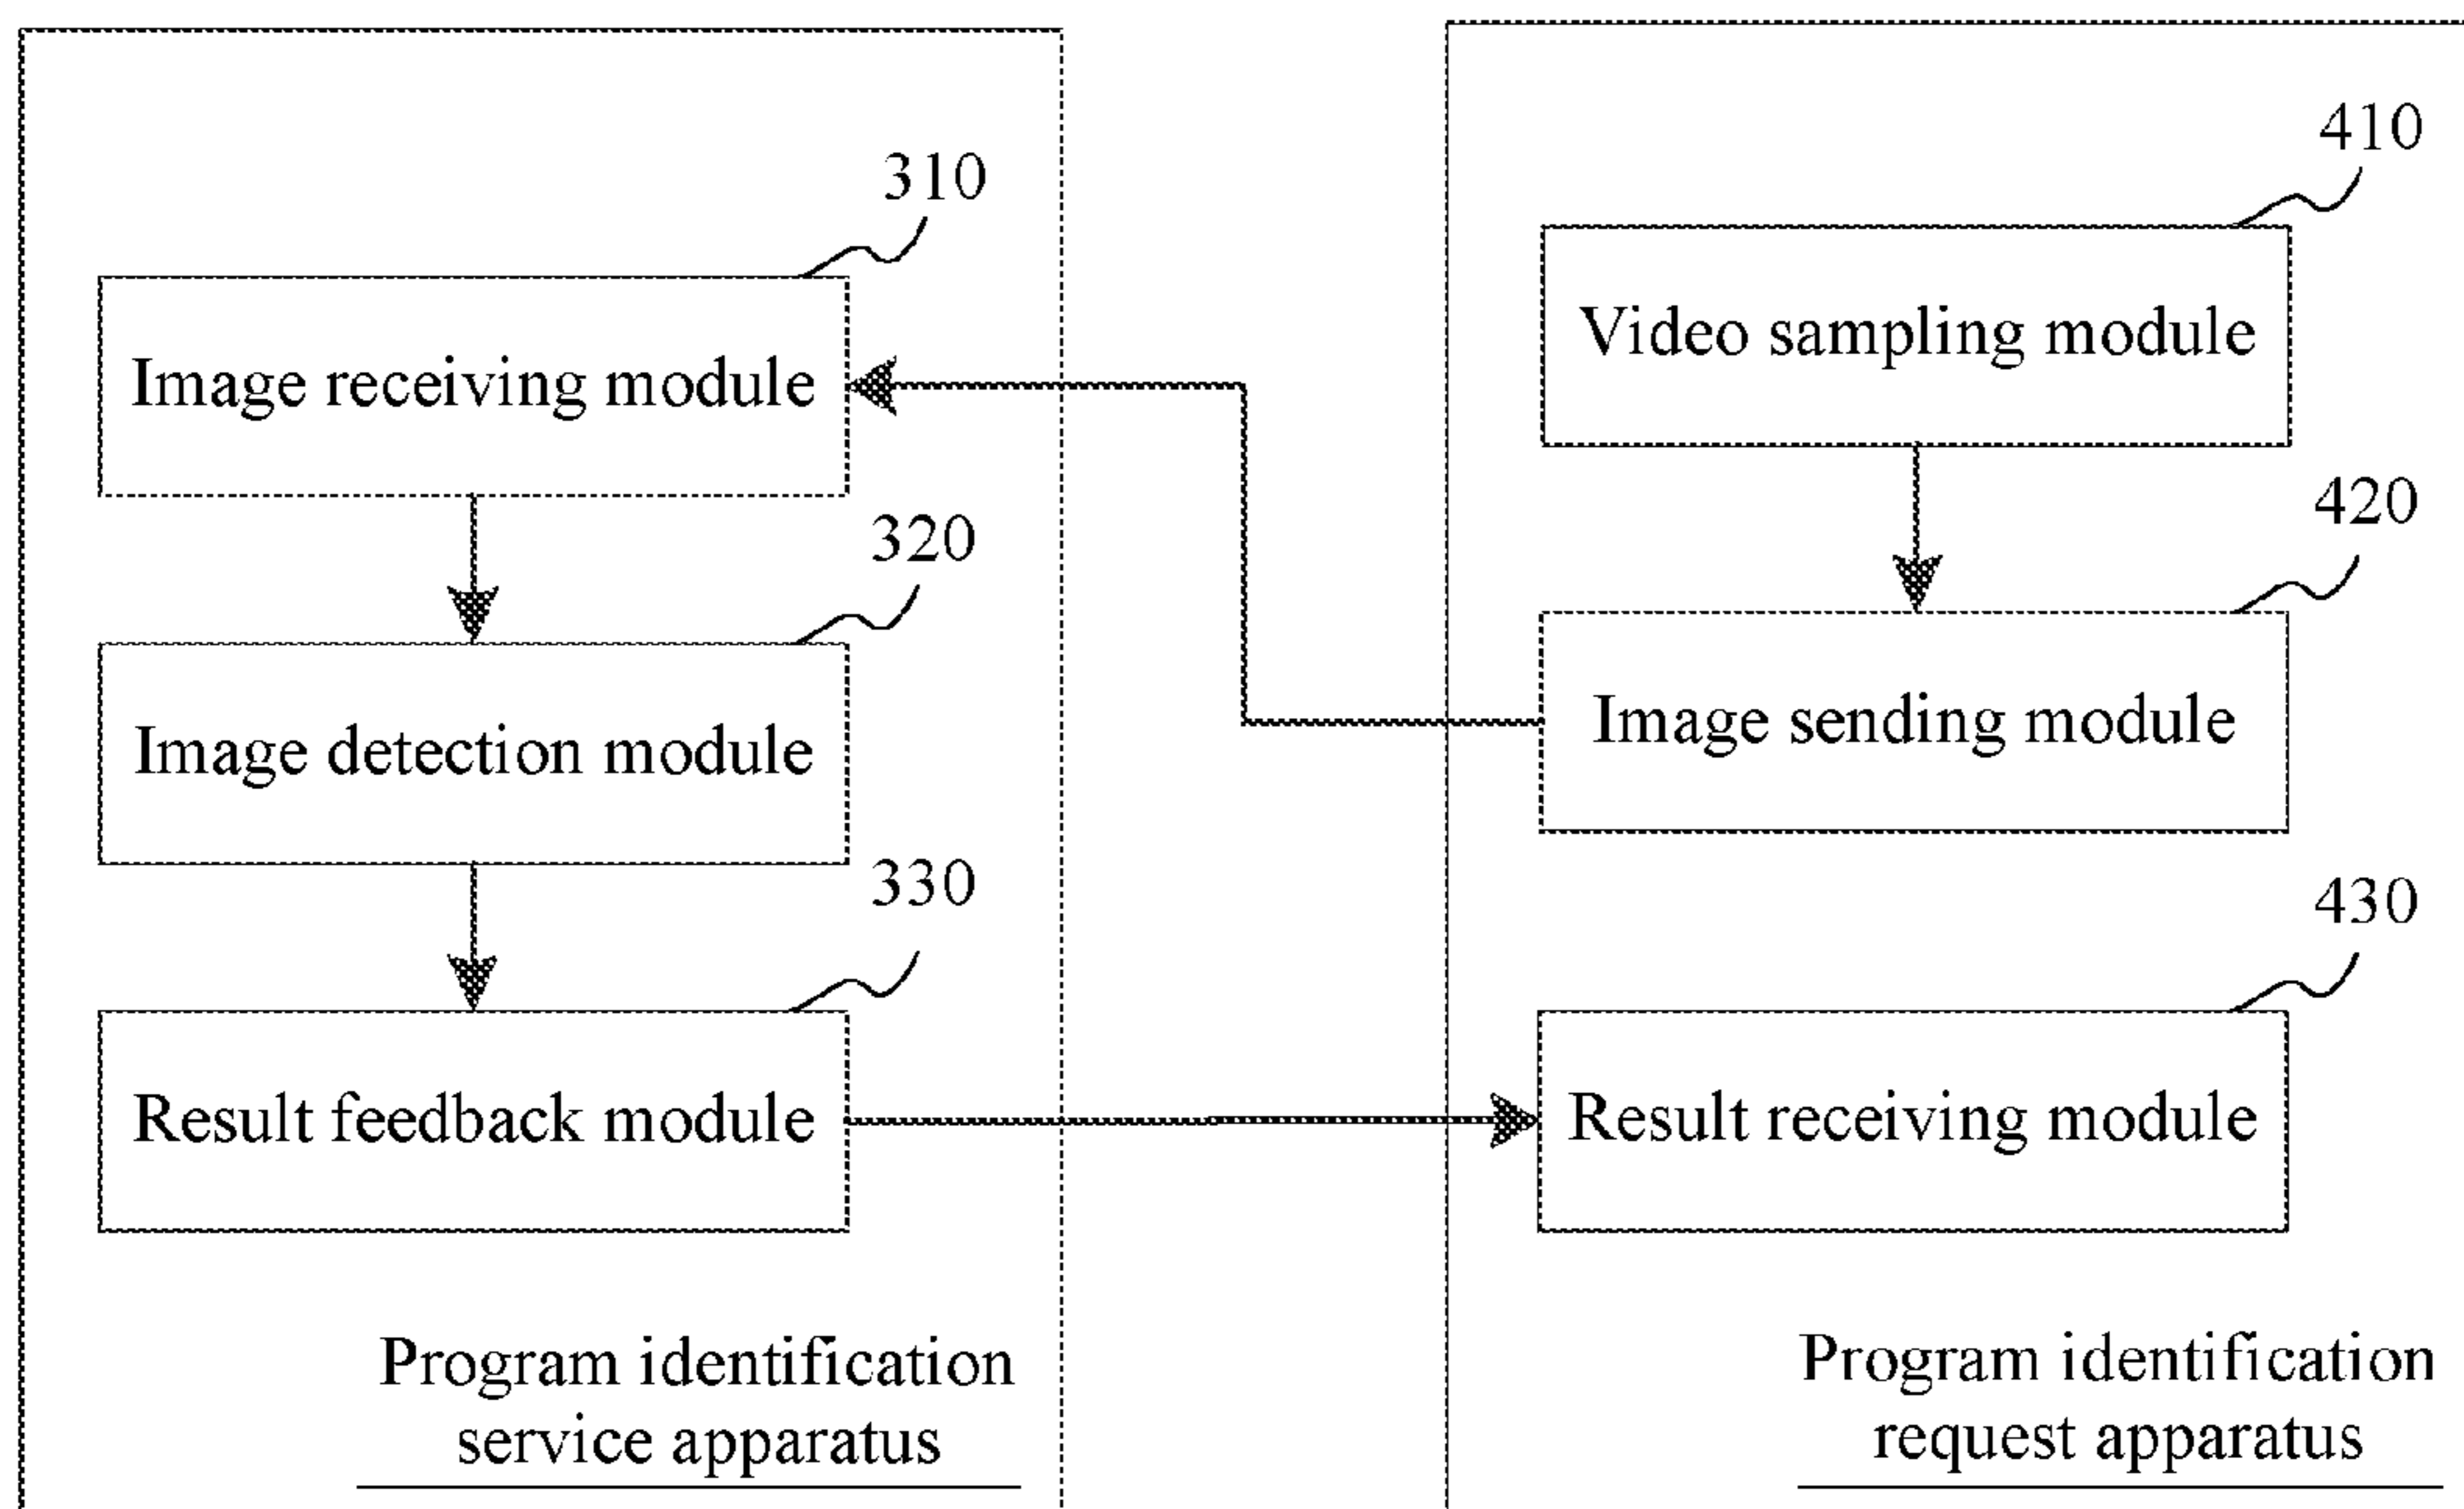 310
Image receiving module
320
Image detection module
330
Result feedback module
Program identification
service apparatus
410
Video sampling module
420
Image sending module
430
Result receiving module
Program identification
request apparatus